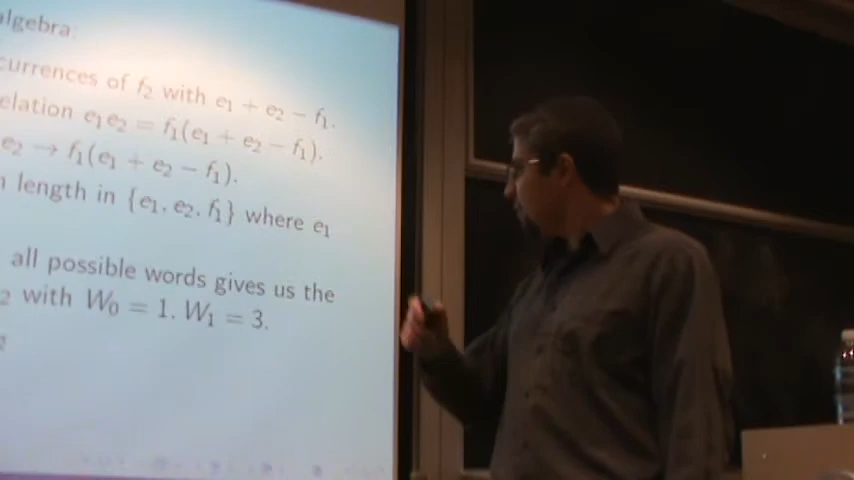 algebra:
currences of f₂ with e₁ + e₂ − f₁.
elation e₁e₂ = f₁(e₁ + e₂ − f₁).
e₂ → f₁(e₁ + e₂ − f₁).
length in {e₁, e₂, f₁} where e₁
all possible words gives us the
₂ with W₀ = 1, W₁ = 3.